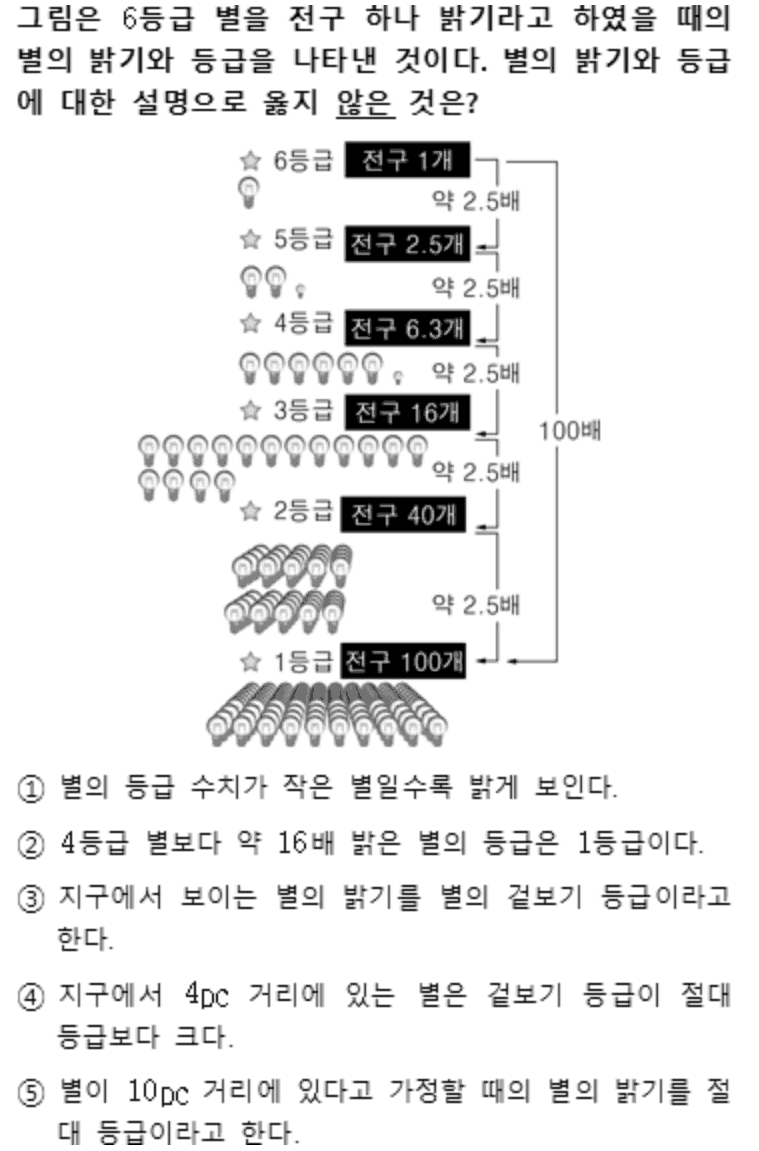 그림은 6등급 별을 전구 하나 밝기라고 하였을 때의
별의 밝기와 등급을 나타낸 것이다. 별의 밝기와 등급
에 대한 설명으로 옳지 않은 것은?
☆ 6등급 전구 1개
약 2.5배
☆ 5등급 전구 2.5개
약 2.5배
☆ 4등급 전구 6.3개
약 2.5배
☆ 3등급 전구 16개
100배
약 2.5배
☆ 2등급 전구 40개
약 2.5배
☆ 1등급 전구 100개
① 별의 등급 수치가 작은 별일수록 밝게 보인다.
② 4등급 별보다 약 16배 밝은 별의 등급은 1등급이다.
③ 지구에서 보이는 별의 밝기를 별의 겉보기 등급이라고
한다.
④ 지구에서 4pc 거리에 있는 별은 겉보기 등급이 절대
등급보다 크다.
⑤ 별이 10pc 거리에 있다고 가정할 때의 별의 밝기를 절
대 등급이라고 한다.